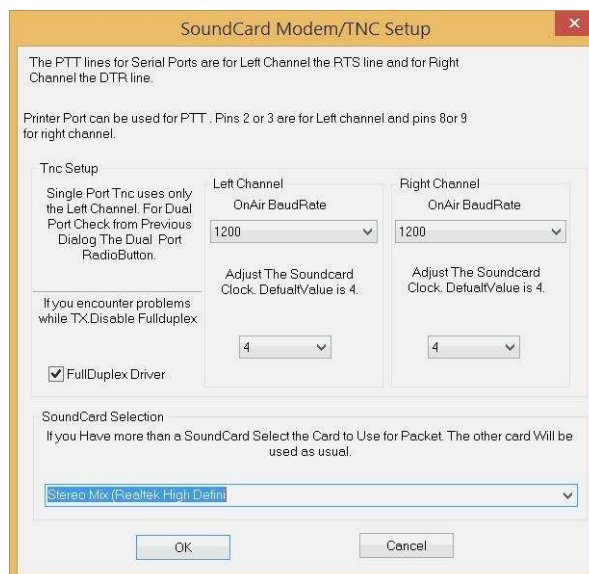 SoundCard Modem/TNC Setup
The PTT lines for Serial Ports are for Left Channel the RTS line and for Right
Channel the DTR line.
Printer Port can be used for PTT . Pins 2 or 3 are for Left channel and pins 8or 9
for right channel.
Tnc Setup
Single Port Tnc uses only
the Left Channel. For Dual
Port Check from Previous
Dialog The Dual Port
RadioButton.
If you encounter problems
while TX.Disable Fullduplex
FullDuplex Driver
Left Channel
OnAir BaudRate
1200
Adjust The Soundcard
Clock. DefualtValue is 4.
4
Right Channel
OnAir BaudRate
1200
Adjust The Soundcard
Clock. DefualtValue is 4.
4
SoundCard Selection
If you Have more than a SoundCard Select the Card to Use for Packet. The other card Will be
used as usual.
Stereo Mix (Realtek High Defini
OK
Cancel